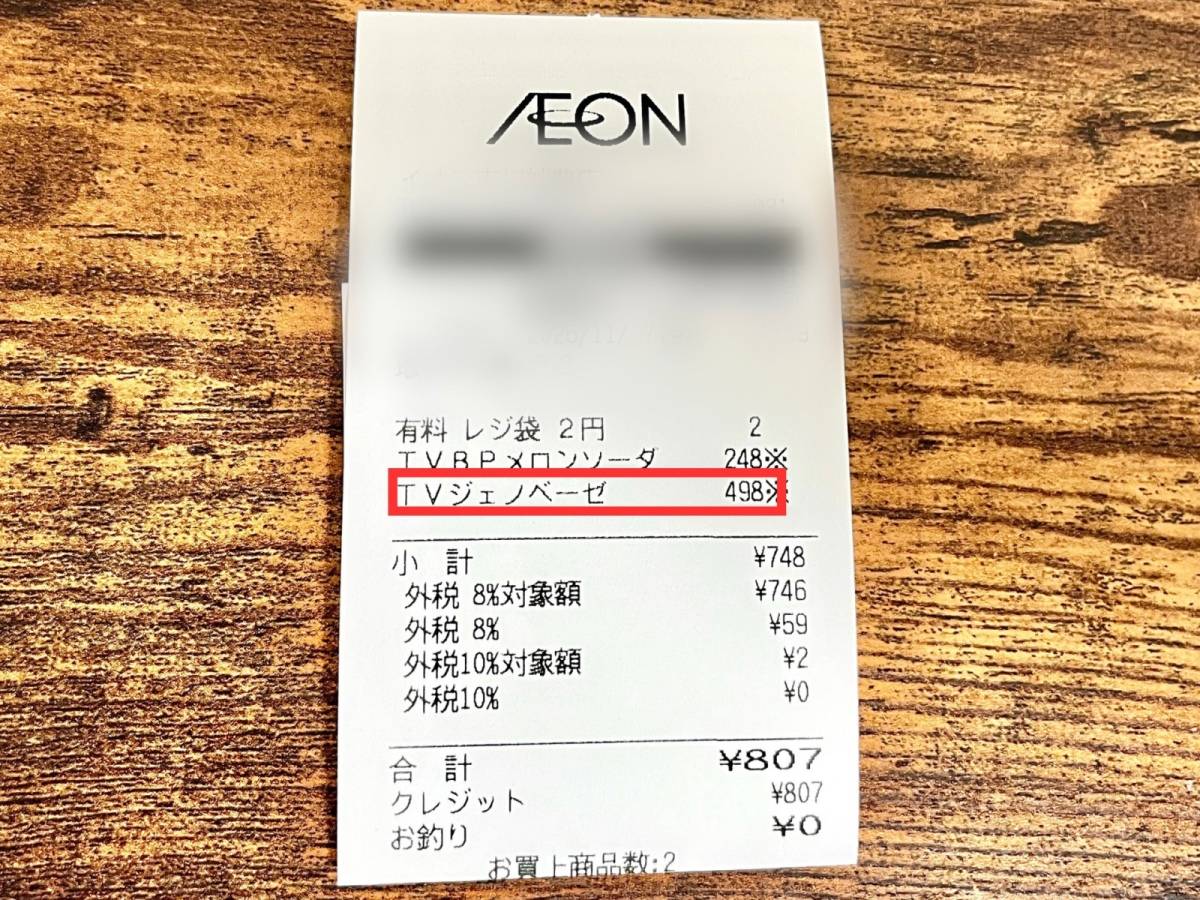 ÆON
有料 レジ袋 2円 2
TVBPメロンソーダ 248※
TVジェノベーゼ 498※
小 計 ¥748
外税 8%対象額 ¥746
外税 8% ¥59
外税10%対象額 ¥2
外税10% ¥0
合 計 ¥807
クレジット ¥807
お釣り ¥0
お買上商品数:2